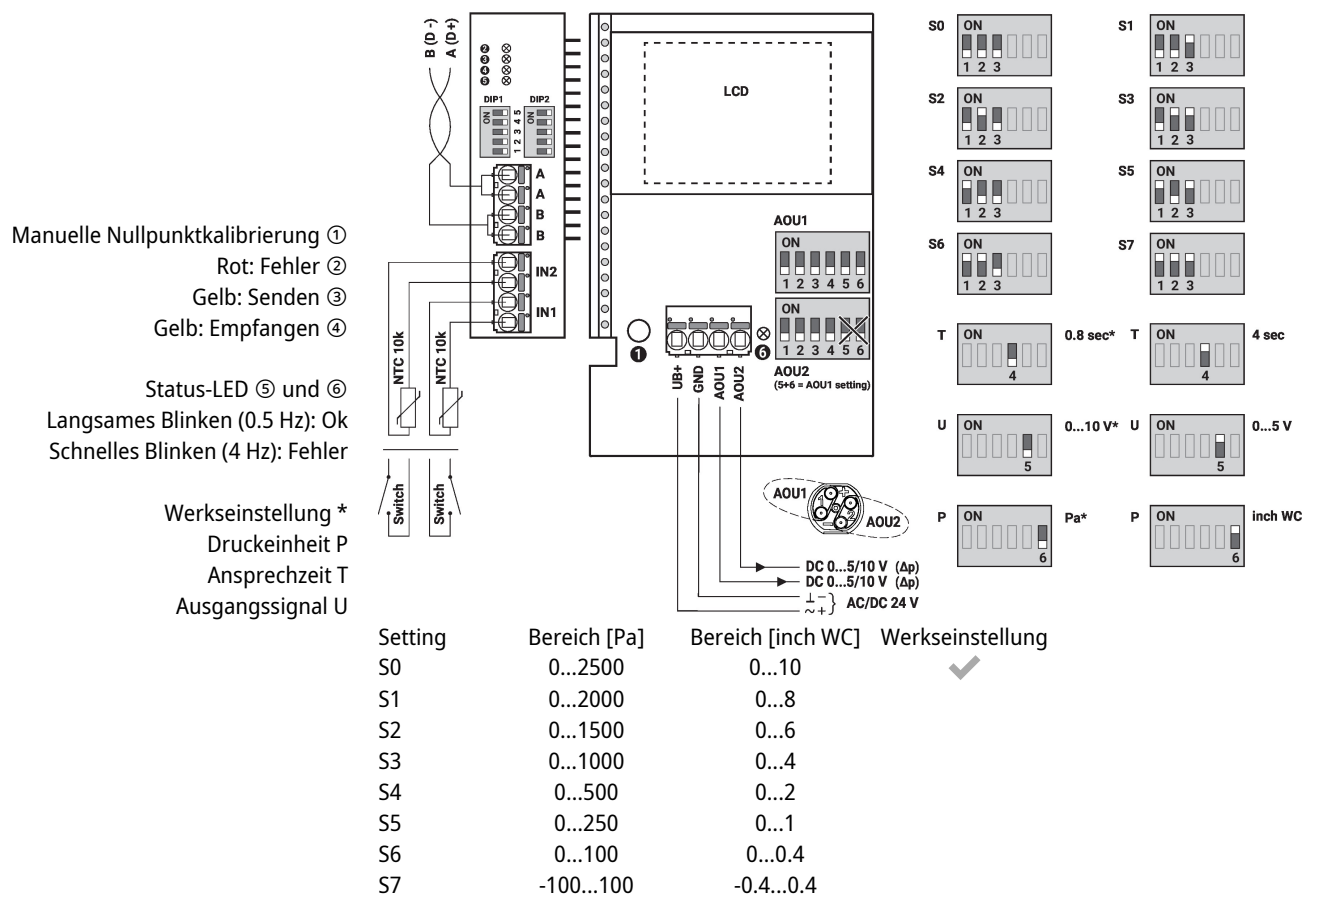 B (D -)
A (D+)
②
③
④
⑤
DIP1
DIP2
ON
ON
1 2 3 4 5
A
A
B
B
IN2
IN1
NTC 10k
NTC 10k
Switch
Switch
Manuelle Nullpunktkalibrierung ①
Rot: Fehler ②
Gelb: Senden ③
Gelb: Empfangen ④
Status-LED ⑤ und ⑥
Langsames Blinken (0.5 Hz): Ok
Schnelles Blinken (4 Hz): Fehler
Werkseinstellung *
Druckeinheit P
Ansprechzeit T
Ausgangssignal U
LCD
AOU1
ON
1 2 3 4 5 6
ON
1 2 3 4 5 6
AOU2
(5+6 = AOU1 setting)
❶
❻
UB+
GND
AOU1
AOU2
AOU1
1
2
AOU2
DC 0...5/10 V (Δp)
DC 0...5/10 V (Δp)
⊥ −
~ +
AC/DC 24 V
S0
ON
1 2 3
S1
ON
1 2 3
S2
ON
1 2 3
S3
ON
1 2 3
S4
ON
1 2 3
S5
ON
1 2 3
S6
ON
1 2 3
S7
ON
1 2 3
T
ON
4
0.8 sec*
T
ON
4
4 sec
U
ON
5
0...10 V*
U
ON
5
0...5 V
P
ON
6
Pa*
P
ON
6
inch WC
Setting Bereich [Pa] Bereich [inch WC] Werkseinstellung
S0 0...2500 0...10 ✔
S1 0...2000 0...8
S2 0...1500 0...6
S3 0...1000 0...4
S4 0...500 0...2
S5 0...250 0...1
S6 0...100 0...0.4
S7 -100...100 -0.4...0.4